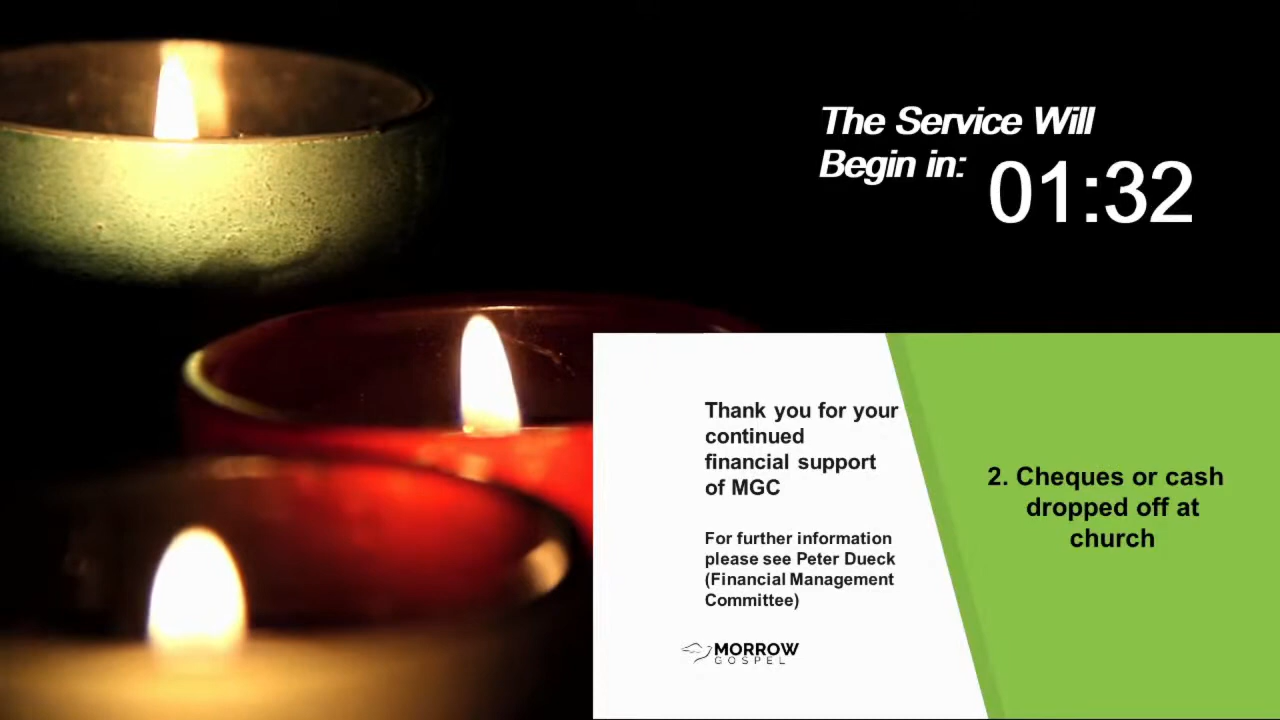 The Service Will
Begin in:
01:32
Thank you for your
continued
financial support
of MGC
For further information
please see Peter Dueck
(Financial Management
Committee)
MORROW
GOSPEL
2. Cheques or cash
dropped off at
church